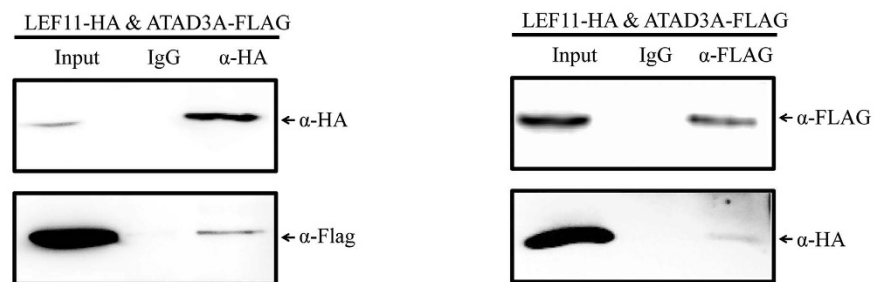 LEF11-HA & ATAD3A-FLAG
Input IgG α-HA
←α-HA
←α-Flag
LEF11-HA & ATAD3A-FLAG
Input IgG α-FLAG
←α-FLAG
←α-HA